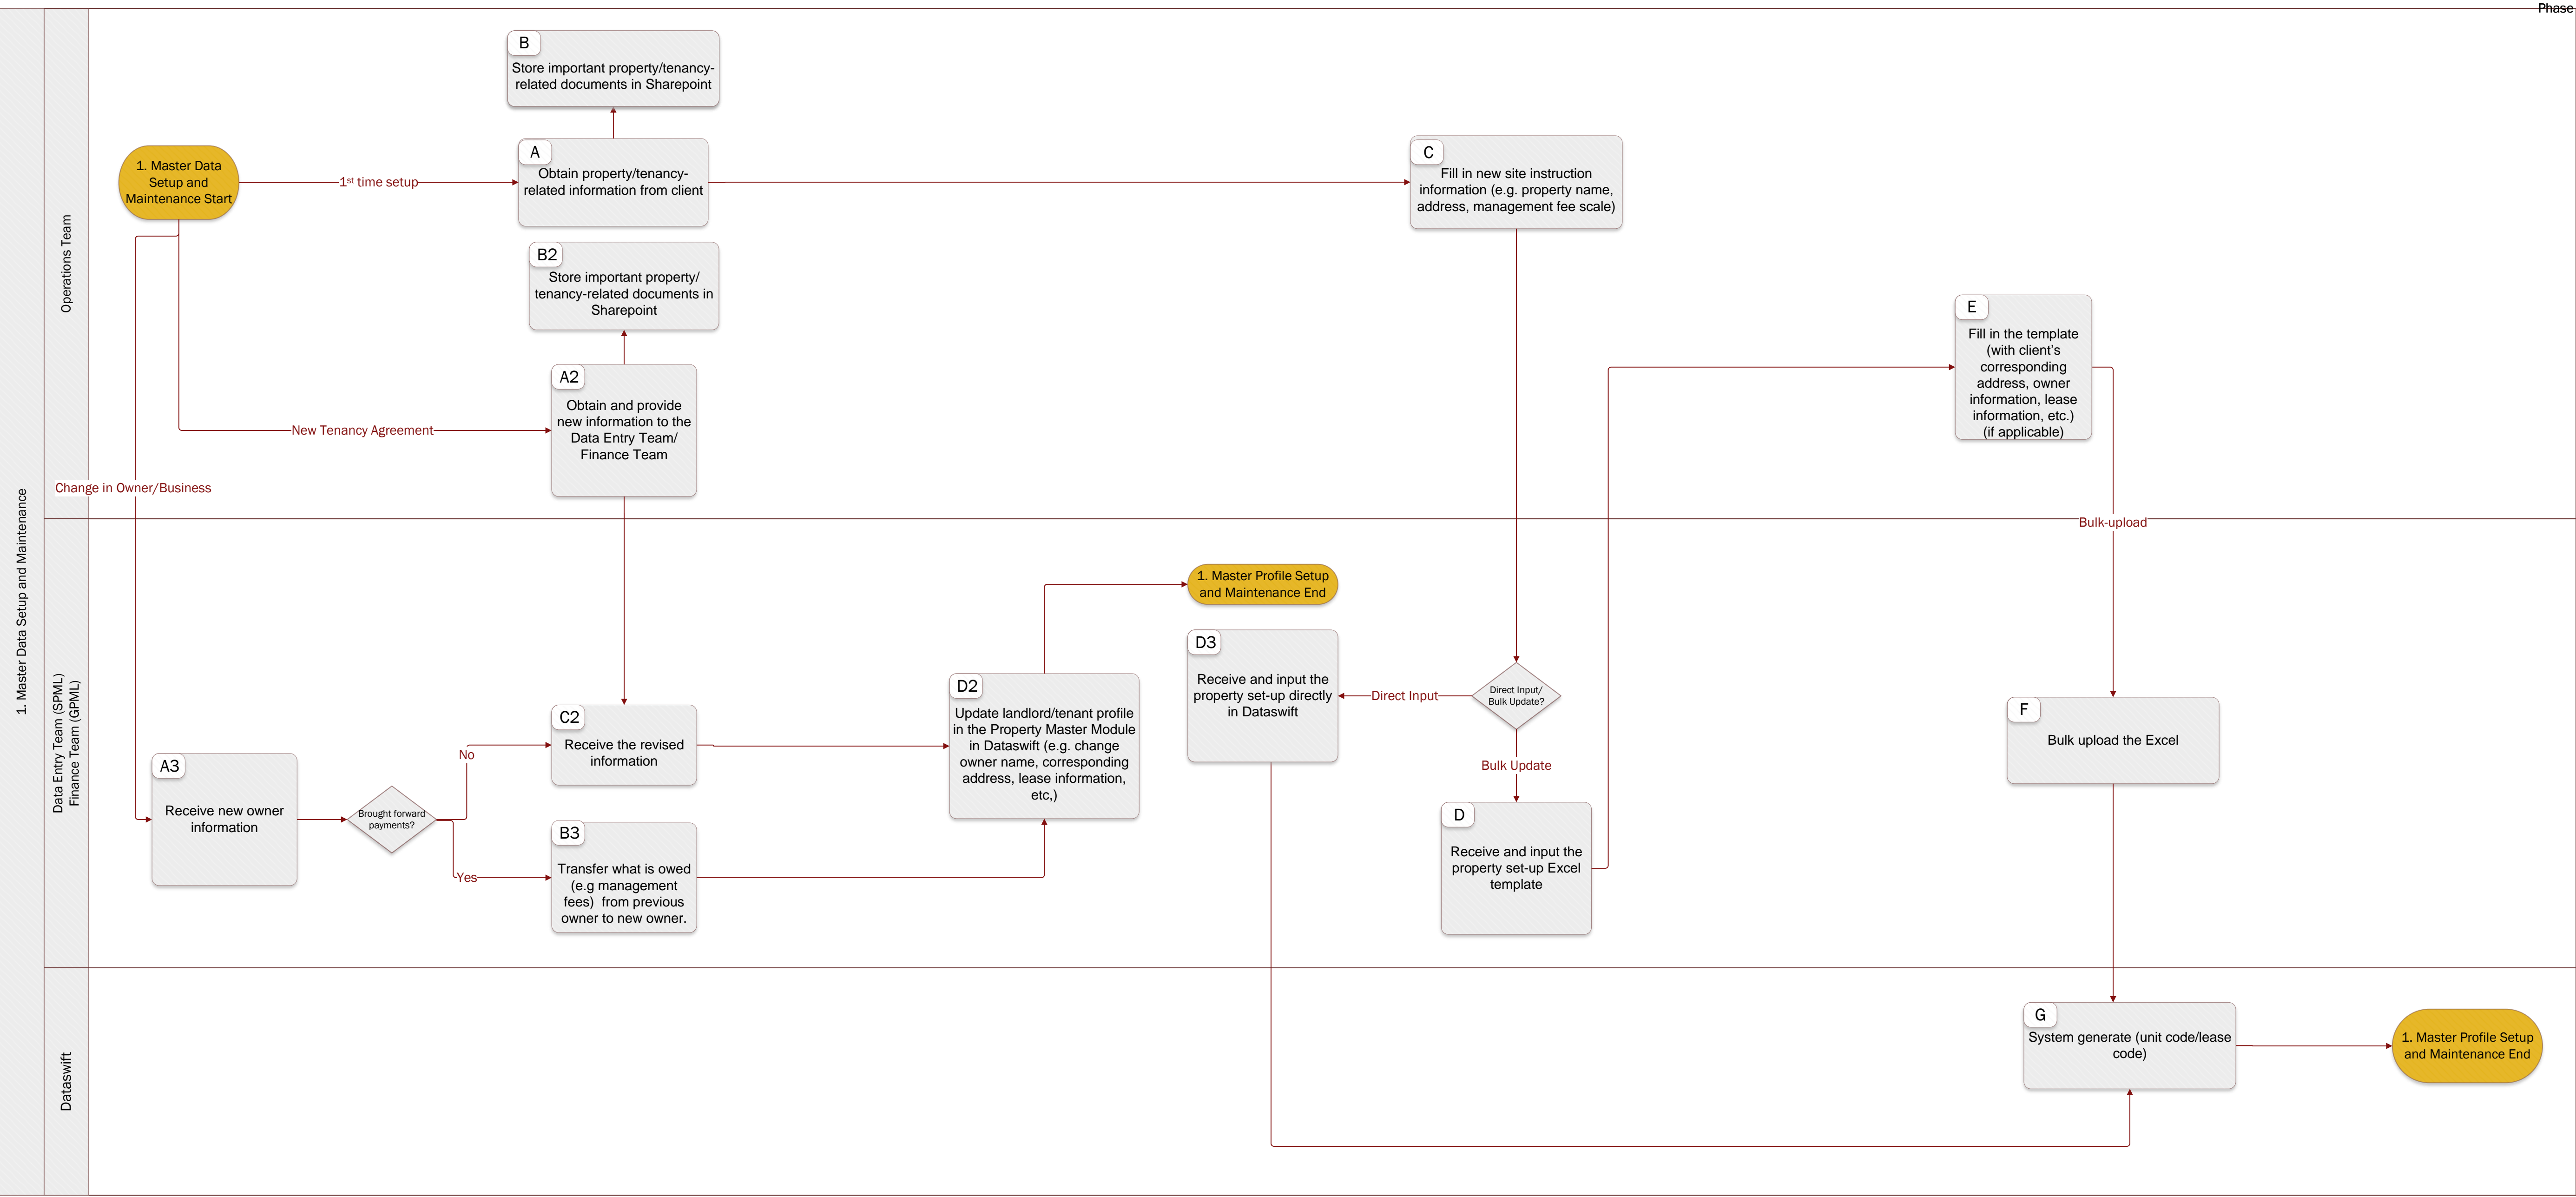 Phase
1. Master Data Setup and Maintenance
Operations Team
B
Store important property/tenancy-
related documents in Sharepoint
1. Master Data
Setup and
Maintenance Start
1st time setup
A
Obtain property/tenancy-
related information from client
C
Fill in new site instruction
information (e.g. property name,
address, management fee scale)
B2
Store important property/
tenancy-related documents in
Sharepoint
E
Fill in the template
(with client’s
corresponding
address, owner
information, lease
information, etc.)
(if applicable)
A2
Obtain and provide
new information to the
Data Entry Team/
Finance Team
New Tenancy Agreement
Change in Owner/Business
Bulk-upload
Data Entry Team (SPML)
Finance Team (GPML)
1. Master Profile Setup
and Maintenance End
D3
Receive and input the
property set-up directly
in Dataswift
Direct Input
Direct Input/
Bulk Update?
D2
Update landlord/tenant profile
in the Property Master Module
in Dataswift (e.g. change
owner name, corresponding
address, lease information,
etc,)
C2
Receive the revised
information
F
Bulk upload the Excel
No
A3
Receive new owner
information
Brought forward
payments?
Bulk Update
B3
Transfer what is owed
(e.g management
fees)  from previous
owner to new owner.
Yes
D
Receive and input the
property set-up Excel
template
Dataswift
G
System generate (unit code/lease
code)
1. Master Profile Setup
and Maintenance End